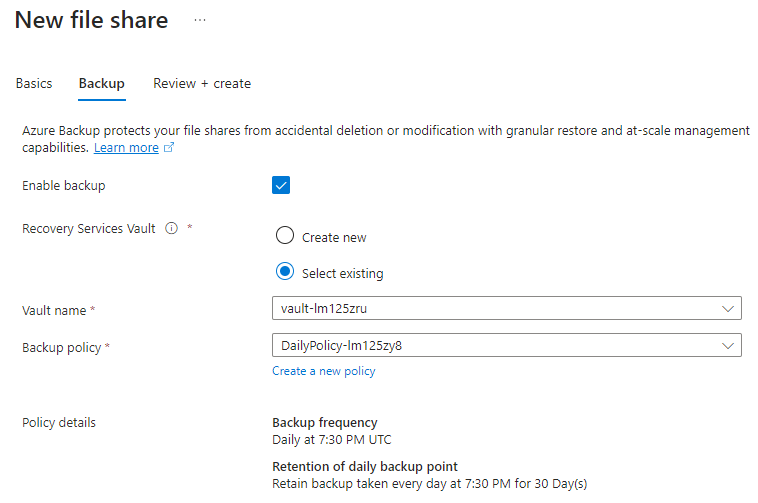 New file share ...
Basics Backup Review + create
Azure Backup protects your file shares from accidental deletion or modification with granular restore and at-scale management
capabilities. Learn more
Enable backup
Recovery Services Vault *
Create new
Select existing
Vault name * vault-lm125zru
Backup policy * DailyPolicy-lm125zy8
Create a new policy
Policy details Backup frequency
Daily at 7:30 PM UTC
Retention of daily backup point
Retain backup taken every day at 7:30 PM for 30 Day(s)